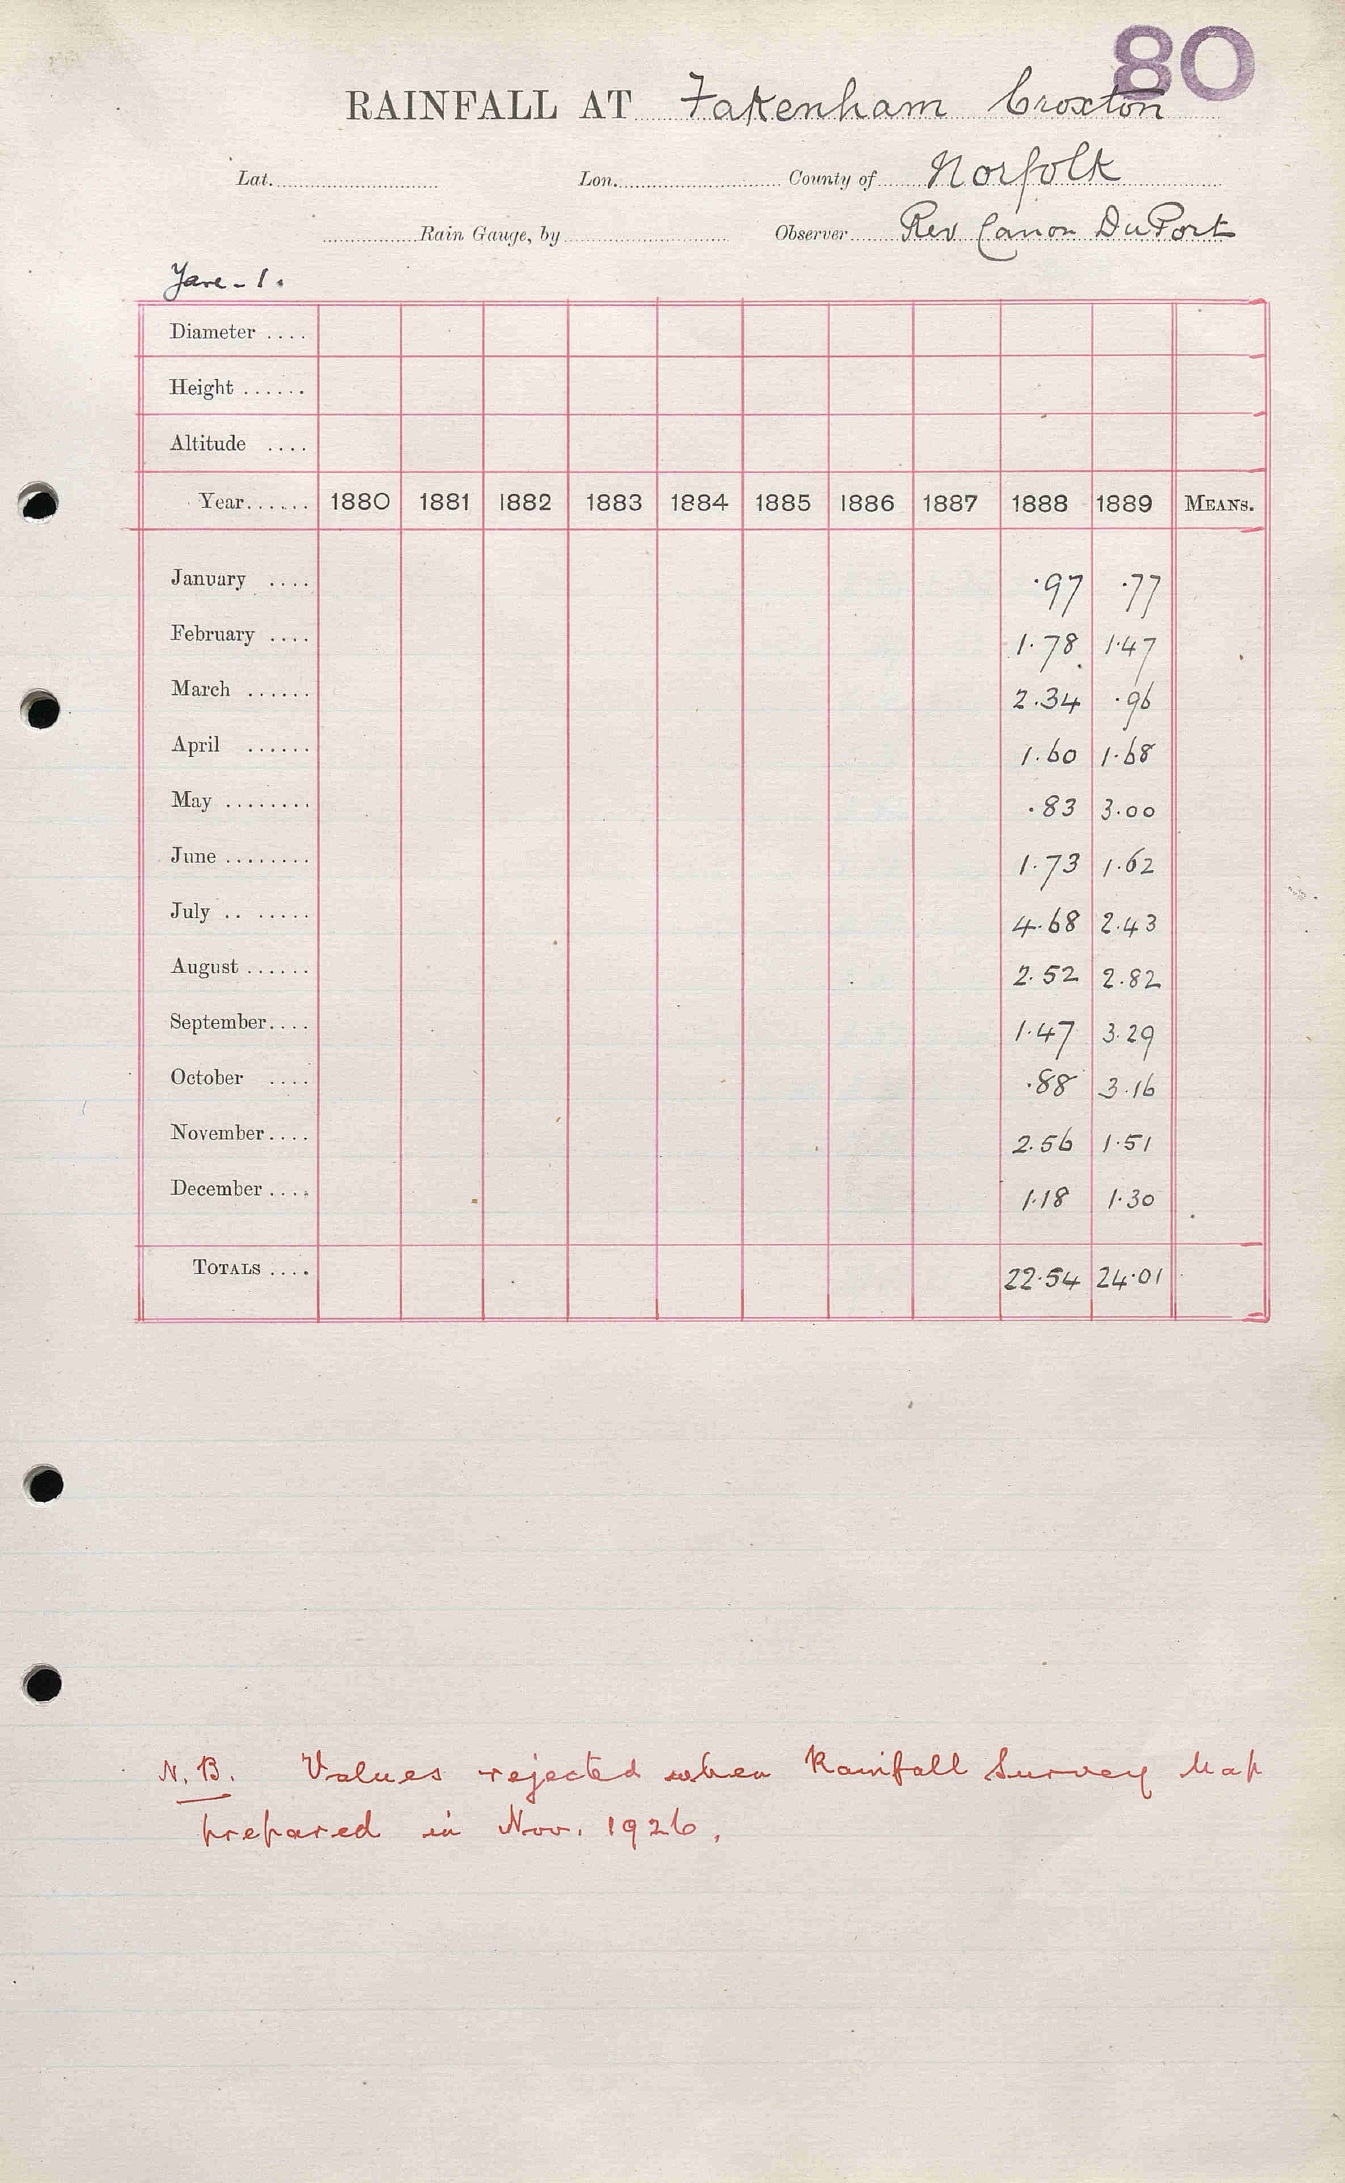 80
RAINFALL AT Fakenham Croxton
Lat. Lon. County of Norfolk
Rain Gauge, by Observer Rev Canon DuPort
Yare - 1.
Diameter ....
Height ......
Altitude ....
Year...... 1880 1881 1882 1883 1884 1885 1886 1887 1888 1889 MEANS.
January .... .97 .77
February .... 1.78 1.47
March ...... 2.34 .96
April ...... 1.60 1.68
May ........ .83 3.00
June ........ 1.73 1.62
July .. ..... 4.68 2.43
August ...... 2.52 2.82
September.... 1.47 3.29
October .... .88 3.16
November.... 2.56 1.51
December .... 1.18 1.30
TOTALS .... 22.54 24.01
N.B. Values rejected when Rainfall Survey Map
prepared in Nov. 1926.